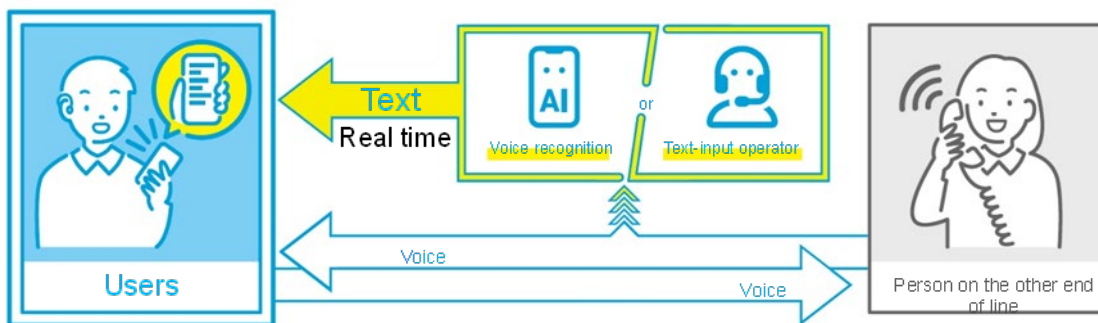 Text
Real time
AI
or
Voice recognition
Text-input operator
Voice
Voice
Users
Person on the other end
of line